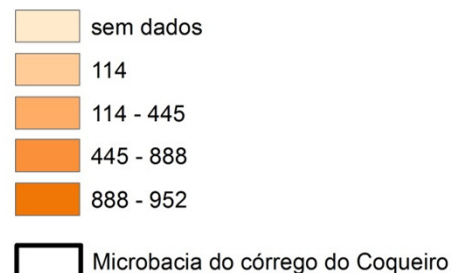 sem dados
114
114 - 445
445 - 888
888 - 952
Microbacia do córrego do Coqueiro